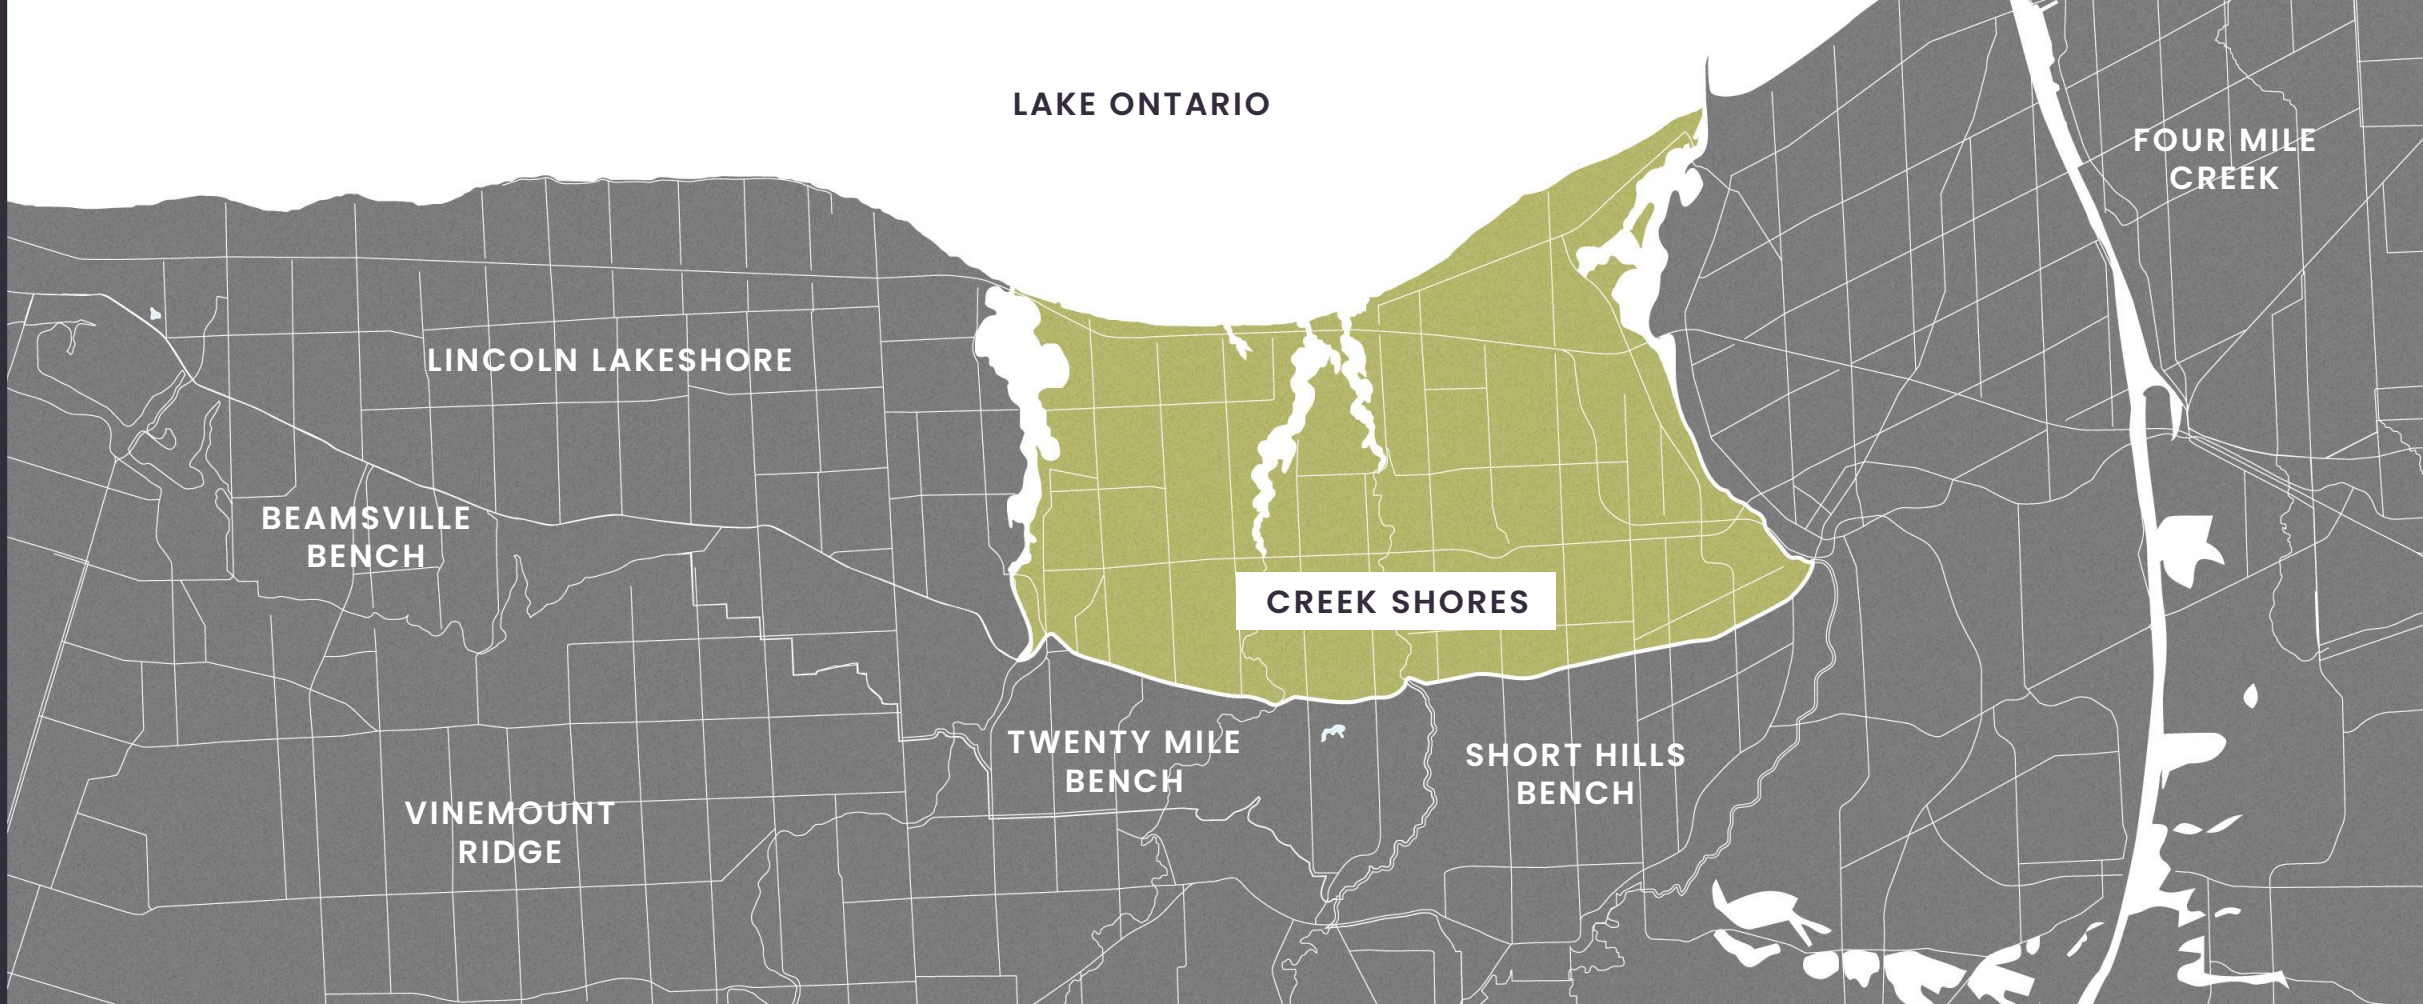 LAKE ONTARIO
FOUR MILE
CREEK
LINCOLN LAKESHORE
BEAMSVILLE
BENCH
CREEK SHORES
TWENTY MILE
BENCH
SHORT HILLS
BENCH
VINEMOUNT
RIDGE